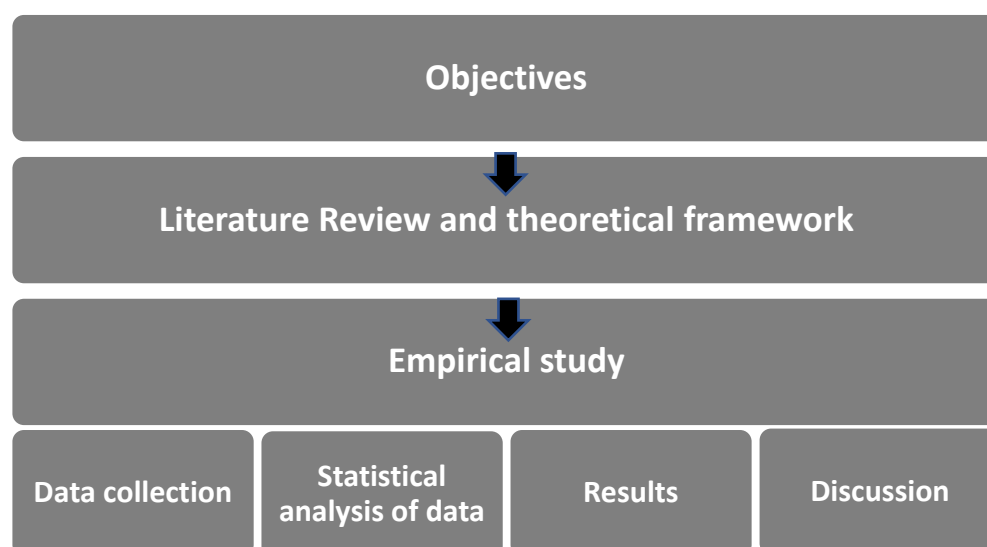 Objectives
Literature Review and theoretical framework
Empirical study
Data collection
Statistical
analysis of data
Results
Discussion